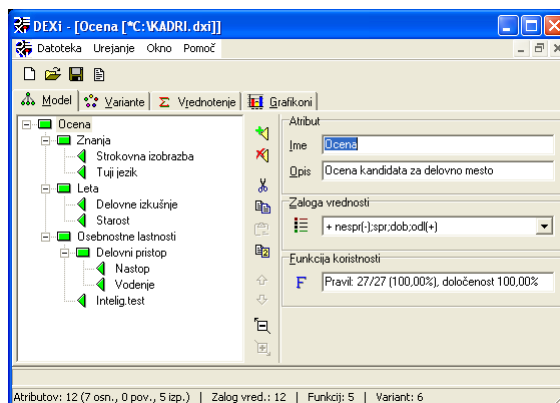 DEXi - [Ocena [*C:\KADRI.dxi]]
Datoteka Urejanje Okno Pomoč
Model Variante Vrednotenje Grafikoni
Ocena
Znanja
Strokovna izobrazba
Tuji jezik
Leta
Delovne izkušnje
Starost
Osebnostne lastnosti
Delovni pristop
Nastop
Vodenje
Intelig.test
Atribut
Ime Ocena
Opis Ocena kandidata za delovno mesto
Zaloga vrednosti
+ nespr(-);spr;dob;odl(+)
Funkcija koristnosti
F Pravil: 27/27 (100,00%), določenost 100,00%
Atributov: 12 (7 osn., 0 pov., 5 izp.) | Zalog vred.: 12 | Funkcij: 5 | Variant: 6